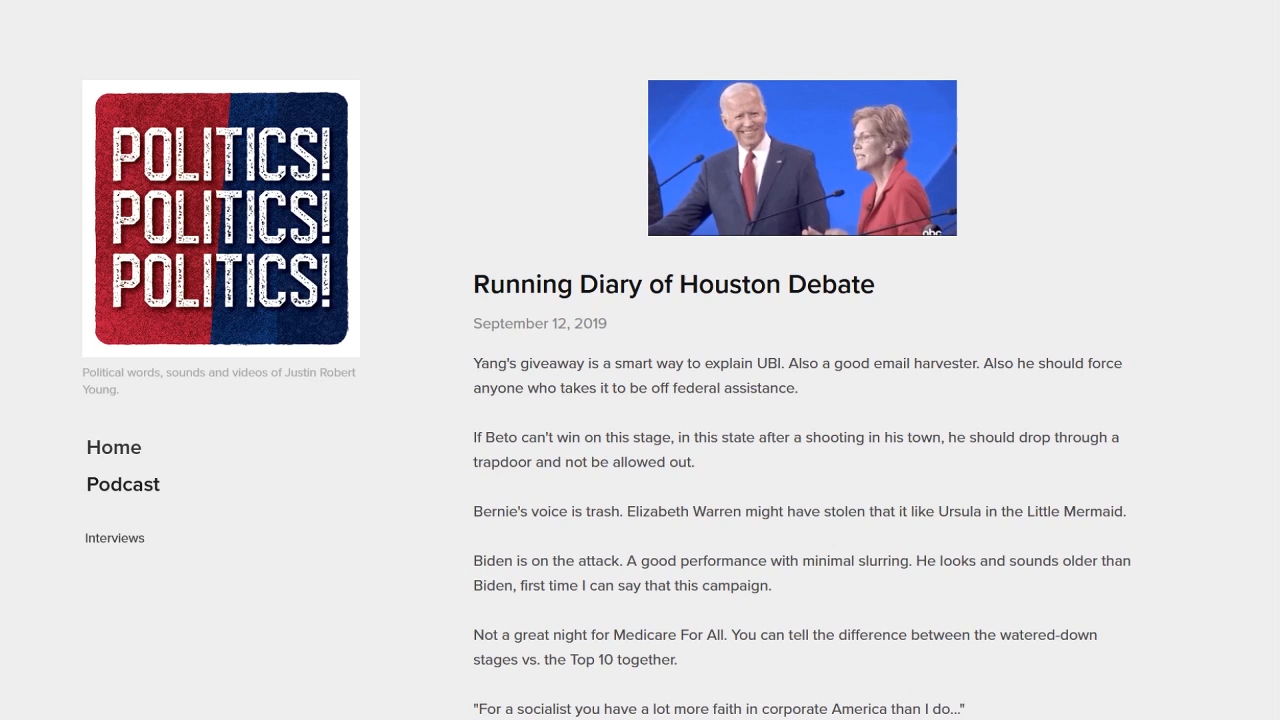 POLITICS!
POLITICS!
POLITICS!
Political words, sounds and videos of Justin Robert
Young.
Home
Podcast
Interviews
abc
Running Diary of Houston Debate
September 12, 2019
Yang's giveaway is a smart way to explain UBI. Also a good email harvester. Also he should force
anyone who takes it to be off federal assistance.
If Beto can't win on this stage, in this state after a shooting in his town, he should drop through a
trapdoor and not be allowed out.
Bernie's voice is trash. Elizabeth Warren might have stolen that it like Ursula in the Little Mermaid.
Biden is on the attack. A good performance with minimal slurring. He looks and sounds older than
Biden, first time I can say that this campaign.
Not a great night for Medicare For All. You can tell the difference between the watered-down
stages vs. the Top 10 together.
"For a socialist you have a lot more faith in corporate America than I do..."